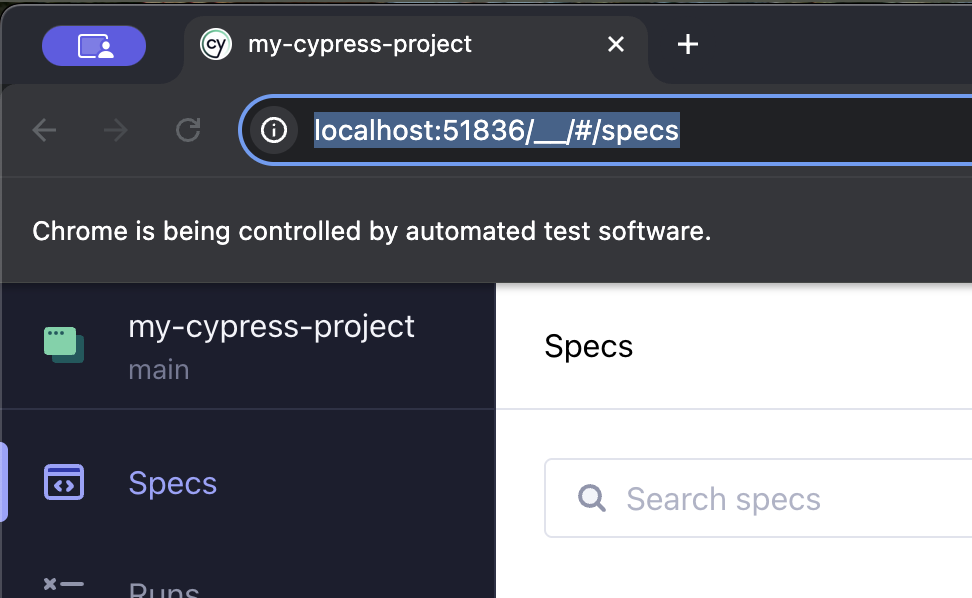 cy my-cypress-project
localhost:51836/__/#/specs
Chrome is being controlled by automated test software.
my-cypress-project
main
Specs
Specs
Search specs
Runs